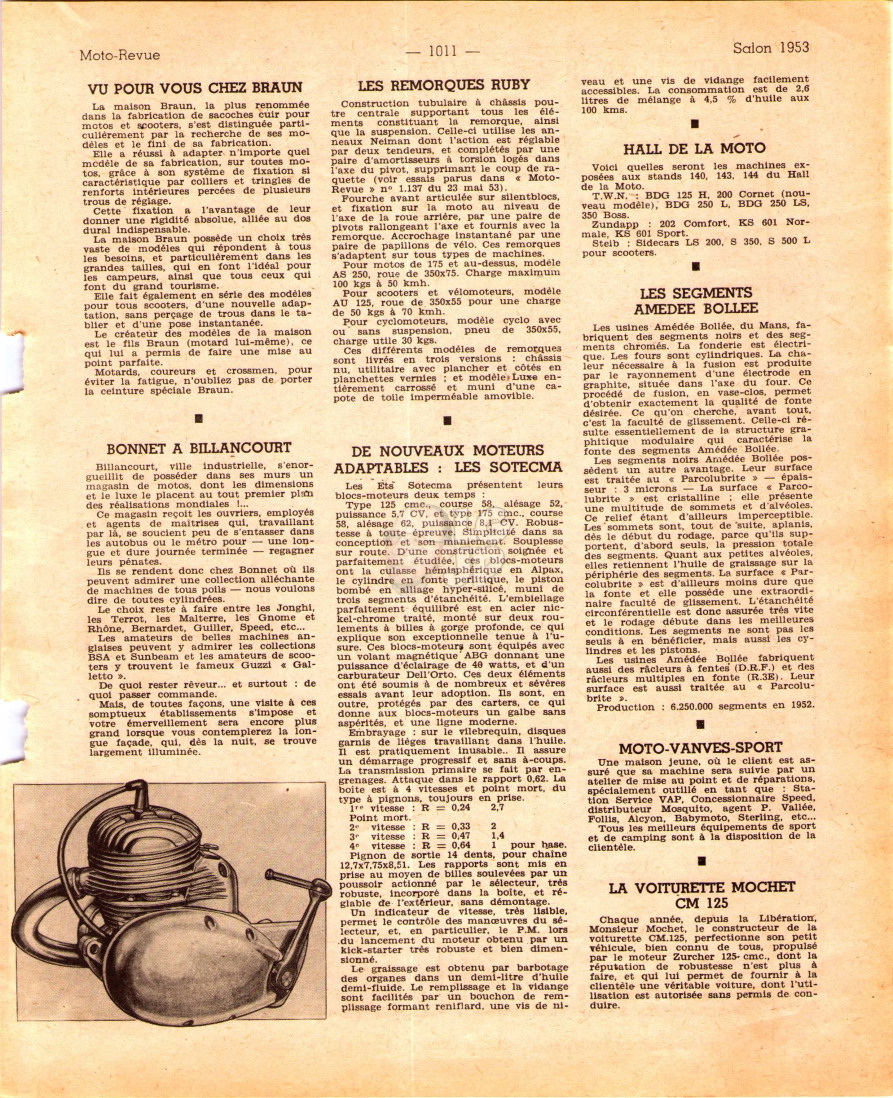 Moto-Revue
— 1011 —
Salon 1953
VU POUR VOUS CHEZ BRAUN
La maison Braun, la plus renommée
dans la fabrication de sacoches cuir pour
motos et scooters, s'est distinguée parti-
culièrement par la recherche de ses mo-
dèles et le fini de sa fabrication.
Elle a réussi à adapter n'importe quel
modèle de sa fabrication, sur toutes mo-
tos, grâce à son système de fixation si
caractéristique par colliers et tringles de
renforts intérieures percées de plusieurs
trous de réglage.
Cette fixation a l'avantage de leur
donner une rigidité absolue, alliée au dos
dural indispensable.
La maison Braun possède un choix très
vaste de modèles qui répondent à tous
les besoins, et particulièrement dans les
grandes tailles, qui en font l'idéal pour
les campeurs, ainsi que tous ceux qui
font du grand tourisme.
Elle fait également en série des modèles
pour tous scooters, d'une nouvelle adap-
tation, sans perçage de trous dans le ta-
blier et d'une pose instantanée.
Le créateur des modèles de la maison
est le fils Braun (motard lui-même), ce
qui lui a permis de faire une mise au
point parfaite.
Motards, coureurs et crossmen, pour
éviter la fatigue, n'oubliez pas de porter
la ceinture spéciale Braun.
BONNET A BILLANCOURT
Billancourt, ville industrielle, s'enor-
gueillit de posséder dans ses murs un
magasin de motos, dont les dimensions
et le luxe le placent au tout premier plan
des réalisations mondiales !...
Ce magasin reçoit les ouvriers, employés
et agents de maîtrises qui, travaillant
par là, se soucient peu de s'entasser dans
les autobus ou le métro pour — une lon-
gue et dure journée terminée — regagner
leurs pénates.
Ils se rendent donc chez Bonnet où ils
peuvent admirer une collection alléchante
de machines de tous polis — nous voulons
dire de toutes cylindrées.
Le choix reste à faire entre les Jonghi,
les Terrot, les Malterre, les Gnome et
Rhône, Bernardet, Guiller, Speed, etc...
Les amateurs de belles machines an-
glaises peuvent y admirer les collections
BSA et Sunbeam et les amateurs de scoo-
ters y trouvent le fameux Guzzi « Gal-
letto ».
De quoi rester rêveur... et surtout : de
quoi passer commande.
Mais, de toutes façons, une visite à ces
somptueux établissements s'impose et
votre émerveillement sera encore plus
grand lorsque vous contemplerez la lon-
gue façade, qui, dès la nuit, se trouve
largement illuminée.
LES REMORQUES RUBY
Construction tubulaire à châssis pou-
tre centrale supportant tous les élé-
ments constituant la remorque, ainsi
que la suspension. Celle-ci utilise les an-
neaux Neiman dont l'action est réglable
par deux tendeurs, et complétés par une
paire d'amortisseurs à torsion logés dans
l'axe du pivot, supprimant le coup de ra-
quette (voir essais parus dans « Moto-
Revue » n° 1.137 du 23 mai 53).
Fourche avant articulée sur silentblocs,
et fixation sur la moto au niveau de
l'axe de la roue arrière, par une paire de
pivots rallongeant l'axe et fournis avec la
remorque. Accrochage instantané par une
paire de papillons de vélo. Ces remorques
s'adaptent sur tous types de machines.
Pour motos de 175 et au-dessus, modèle
AS 250, roue de 350x75. Charge maximum
100 kgs à 50 kmh.
Pour scooters et vélomoteurs, modèle
AU 125, roue de 350x55 pour une charge
de 50 kgs à 70 kmh.
Pour cyclomoteurs, modèle cyclo avec
ou sans suspension, pneu de 350x55,
charge utile 30 kgs.
Ces différents modèles de remorques
sont livrés en trois versions : châssis
nu, utilitaire avec plancher et côtés en
planchettes vernies ; et modèle Luxe en-
tièrement carrossé et muni d'une ca-
pote de toile imperméable amovible.
DE NOUVEAUX MOTEURS
ADAPTABLES : LES SOTECMA
Les Éts Sotecma présentent leurs
blocs-moteurs deux temps :
Type 125 cmc., course 58, alésage 52,
puissance 5,7 CV, et type 175 cmc., course
58, alésage 62, puissance 8,1 CV. Robus-
tesse à toute épreuve. Simplicité dans sa
conception et son maniement. Souplesse
sur route. D'une construction soignée et
parfaitement étudiée, ces blocs-moteurs
ont la culasse hémisphérique en Alpax,
le cylindre en fonte perlitique, le piston
bombé en alliage hyper-silicé, muni de
trois segments d'étanchéité. L'embiellage
parfaitement équilibré est en acier nic-
kel-chrome traité, monté sur deux rou-
lements à billes à gorge profonde, ce qui
explique son exceptionnelle tenue à l'u-
sure. Ces blocs-moteurs sont équipés avec
un volant magnétique ABG donnant une
puissance d'éclairage de 40 watts, et d'un
carburateur Dell'Orto. Ces deux éléments
ont été soumis à de nombreux et sévères
essais avant leur adoption. Ils sont, en
outre, protégés par des carters, ce qui
donne aux blocs-moteurs un galbe sans
aspérités, et une ligne moderne.
Embrayage : sur le vilebrequin, disques
garnis de lièges travaillant dans l'huile.
Il est pratiquement inusable.. Il assure
un démarrage progressif et sans à-coups.
La transmission primaire se fait par en-
grenages. Attaque dans le rapport 0,62. La
boîte est à 4 vitesses et point mort, du
type à pignons, toujours en prise.
1re vitesse : R = 0,24 2,7
Point mort.
2e vitesse : R = 0,33 2
3e vitesse : R = 0,47 1,4
4e vitesse : R = 0,64 1 pour base.
Pignon de sortie 14 dents, pour chaîne
12,7x7,75x8,51. Les rapports sont mis en
prise au moyen de billes soulevées par un
poussoir actionné par le sélecteur, très
robuste, incorporé dans la boîte, et ré-
glable de l'extérieur, sans démontage.
Un indicateur de vitesse, très lisible,
permet le contrôle des manœuvres du sé-
lecteur, et, en particulier, le P.M. lors
du lancement du moteur obtenu par un
kick-starter très robuste et bien dimen-
sionné.
Le graissage est obtenu par barbotage
des organes dans un demi-litre d'huile
demi-fluide. Le remplissage et la vidange
sont facilités par un bouchon de rem-
plissage formant reniflard, une vis de ni-
veau et une vis de vidange facilement
accessibles. La consommation est de 2,6
litres de mélange à 4,5 % d'huile aux
100 kms.
HALL DE LA MOTO
Voici quelles seront les machines ex-
posées aux stands 140, 143, 144 du Hall
de la Moto.
T.W.N. : BDG 125 H, 200 Cornet (nou-
veau modèle), BDG 250 L, BDG 250 LS,
350 Boss.
Zundapp : 202 Comfort, KS 601 Nor-
male, KS 601 Sport.
Steib : Sidecars LS 200, S 350, S 500 L
pour scooters.
LES SEGMENTS
AMEDEE BOLLEE
Les usines Amédée Bollée, du Mans, fa-
briquent des segments noirs et des seg-
ments chromés. La fonderie est électri-
que. Les fours sont cylindriques. La cha-
leur nécessaire à la fusion est produite
par le rayonnement d'une électrode en
graphite, située dans l'axe du four. Ce
procédé de fusion, en vase-clos, permet
d'obtenir exactement la qualité de fonte
désirée. Ce qu'on cherche, avant tout,
c'est la faculté de glissement. Celle-ci ré-
sulte essentiellement de la structure gra-
phitique modulaire qui caractérise la
fonte des segments Amédée Bollée.
Les segments noirs Amédée Bollée pos-
sèdent un autre avantage. Leur surface
est traitée au « Parcolubrite » — épais-
seur : 3 microns — La surface « Parco-
lubrite » est cristalline ; elle présente
une multitude de sommets et d'alvéoles.
Ce relief étant d'ailleurs imperceptible.
Les sommets sont, tout de suite, aplanis,
dès le début du rodage, parce qu'ils sup-
portent, d'abord seuls, la pression totale
des segments. Quant aux petites alvéoles,
elles retiennent l'huile de graissage sur la
périphérie des segments. La surface « Par-
colubrite » est d'ailleurs moins dure que
la fonte et elle possède une extraordi-
naire faculté de glissement. L'étanchéité
circonférentielle est donc assurée très vite
et le rodage débute dans les meilleures
conditions. Les segments ne sont pas les
seuls à en bénéficier, mais aussi les cy-
lindres et les pistons.
Les usines Amédée Bollée fabriquent
aussi des râcleurs à fentes (D.R.F.) et des
râcleurs multiples en fonte (R.3E). Leur
surface est aussi traitée au « Parcolu-
brite ».
Production : 6.250.000 segments en 1952.
MOTO-VANVES-SPORT
Une maison jeune, où le client est as-
suré que sa machine sera suivie par un
atelier de mise au point et de réparations,
spécialement outillé en tant que : Sta-
tion Service VAP, Concessionnaire Speed,
distributeur Mosquito, agent P. Vallée,
Follis, Alcyon, Babymoto, Sterling, etc...
Tous les meilleurs équipements de sport
et de camping sont à la disposition de la
clientèle.
LA VOITURETTE MOCHET
CM 125
Chaque année, depuis la Libération,
Monsieur Mochet, le constructeur de la
voiturette CM.125, perfectionne son petit
véhicule, bien connu de tous, propulsé
par le moteur Zurcher 125 cmc., dont la
réputation de robustesse n'est plus à
faire, et qui lui permet de fournir à la
clientèle une véritable voiture, dont l'uti-
lisation est autorisée sans permis de con-
duire.